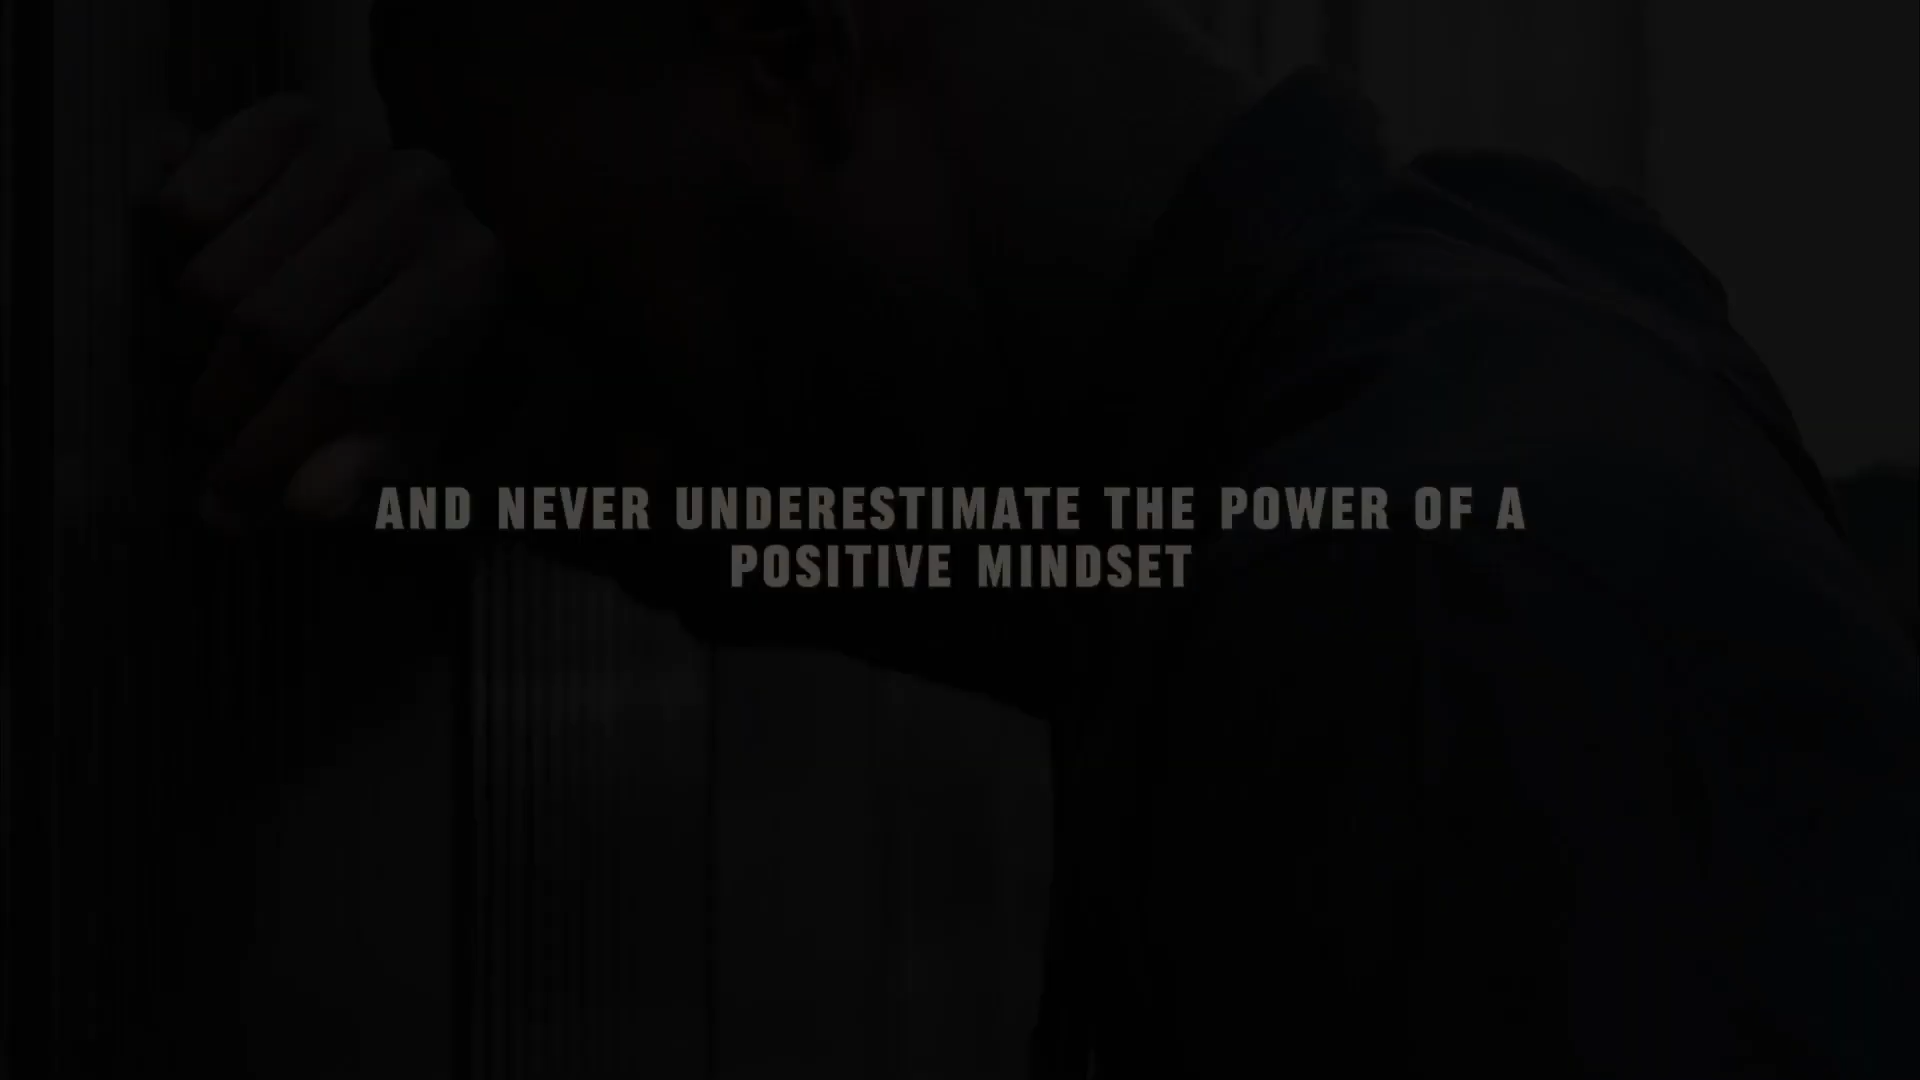 AND NEVER UNDERESTIMATE THE POWER OF A
POSITIVE MINDSET